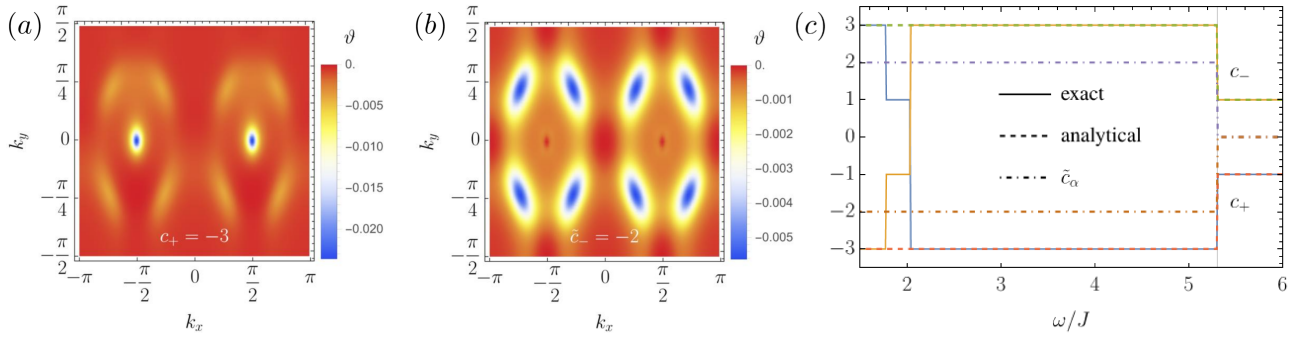 (a)
ϑ
π/2
π/4
0
−π/4
−π/2
k_y
−π
−π/2
0
π/2
π
k_x
c_+ = −3
0.
−0.005
−0.010
−0.015
−0.020
(b)
ϑ
π/2
π/4
0
−π/4
−π/2
k_y
−π
−π/2
0
π/2
π
k_x
c̃_− = −2
0.
−0.001
−0.002
−0.003
−0.004
−0.005
(c)
3
2
1
0
−1
−2
−3
c_−
exact
analytical
c̃_α
c_+
2
3
4
5
6
ω/J